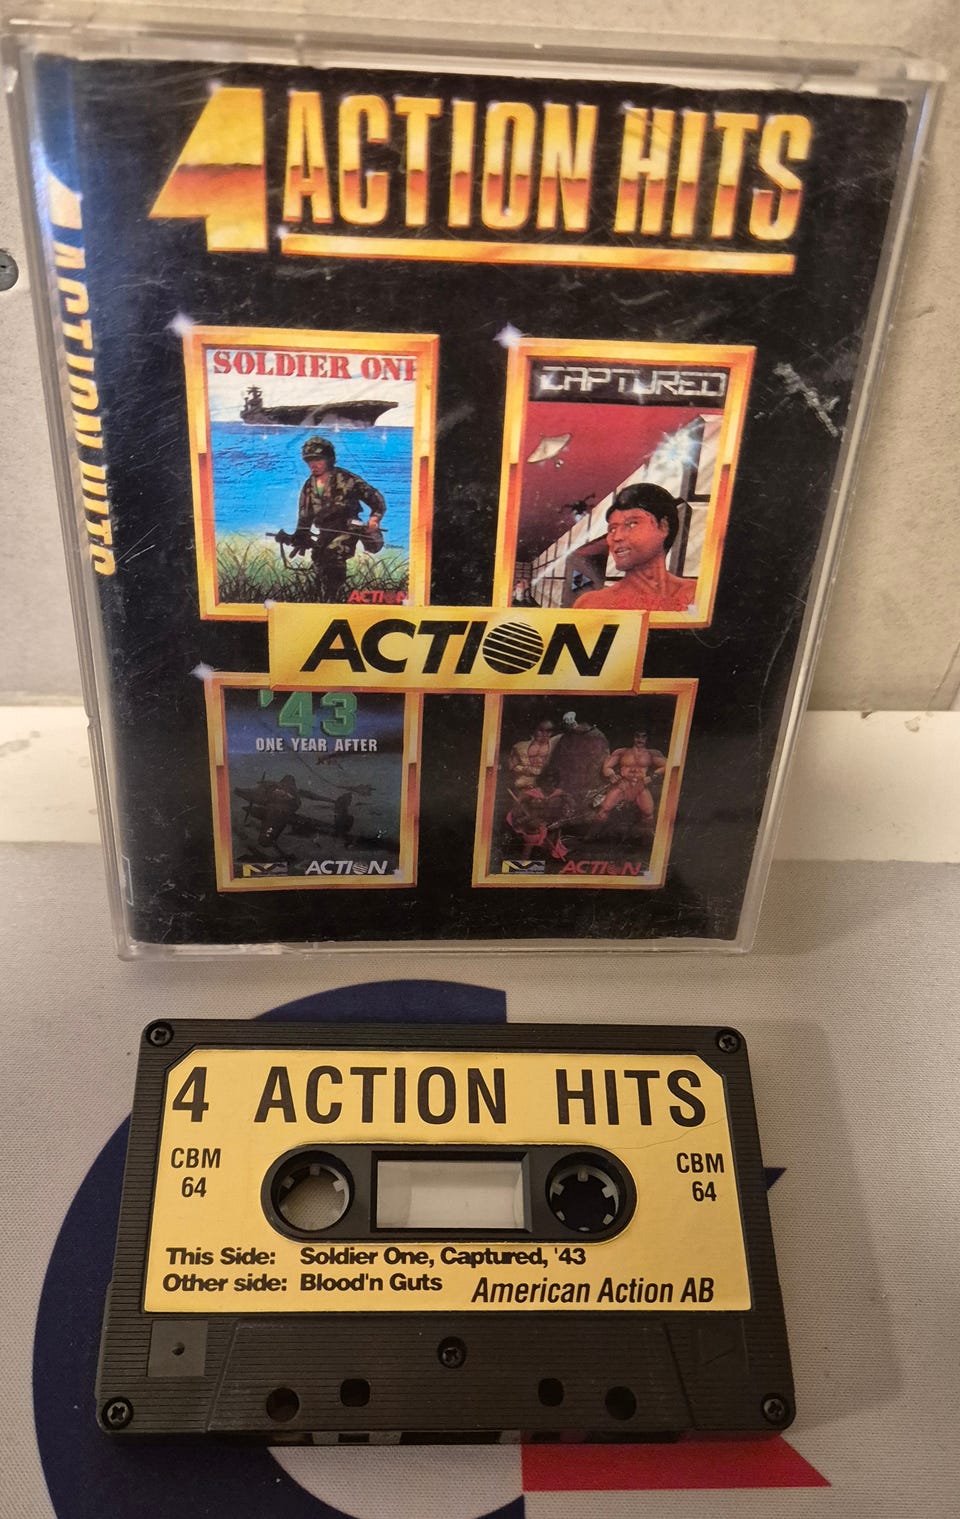 4 ACTION HITS
4 ACTION HITS
SOLDIER ONE
ACTION
CAPTURED
ACTION
'43
ONE YEAR AFTER
ACTION
ACTION
4 ACTION HITS
CBM
64
CBM
64
This Side: Soldier One, Captured, '43
Other side: Blood'n Guts
American Action AB